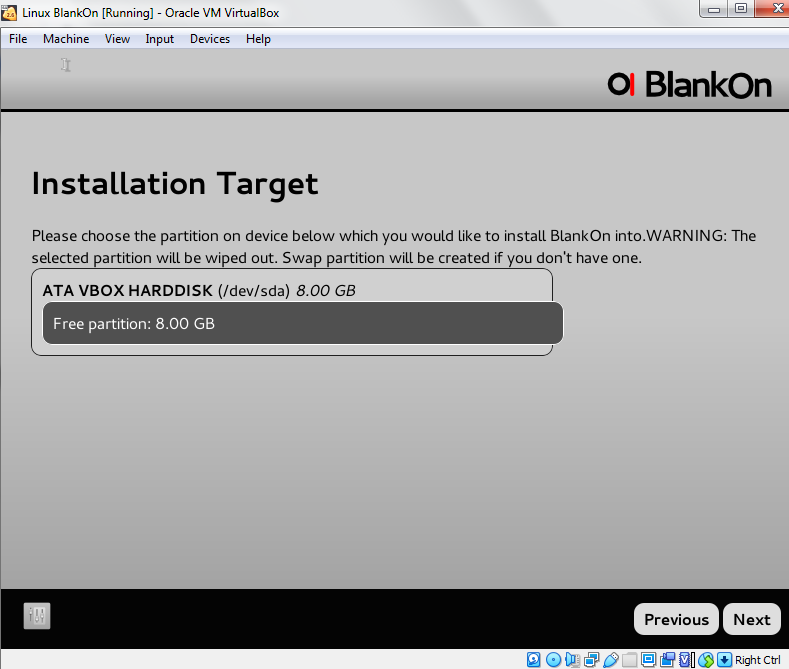 Linux BlankOn [Running] - Oracle VM VirtualBox
File Machine View Input Devices Help
BlankOn
Installation Target
Please choose the partition on device below which you would like to install BlankOn into.WARNING: The
selected partition will be wiped out. Swap partition will be created if you don't have one.
ATA VBOX HARDDISK (/dev/sda) 8.00 GB
Free partition: 8.00 GB
Previous Next
Right Ctrl